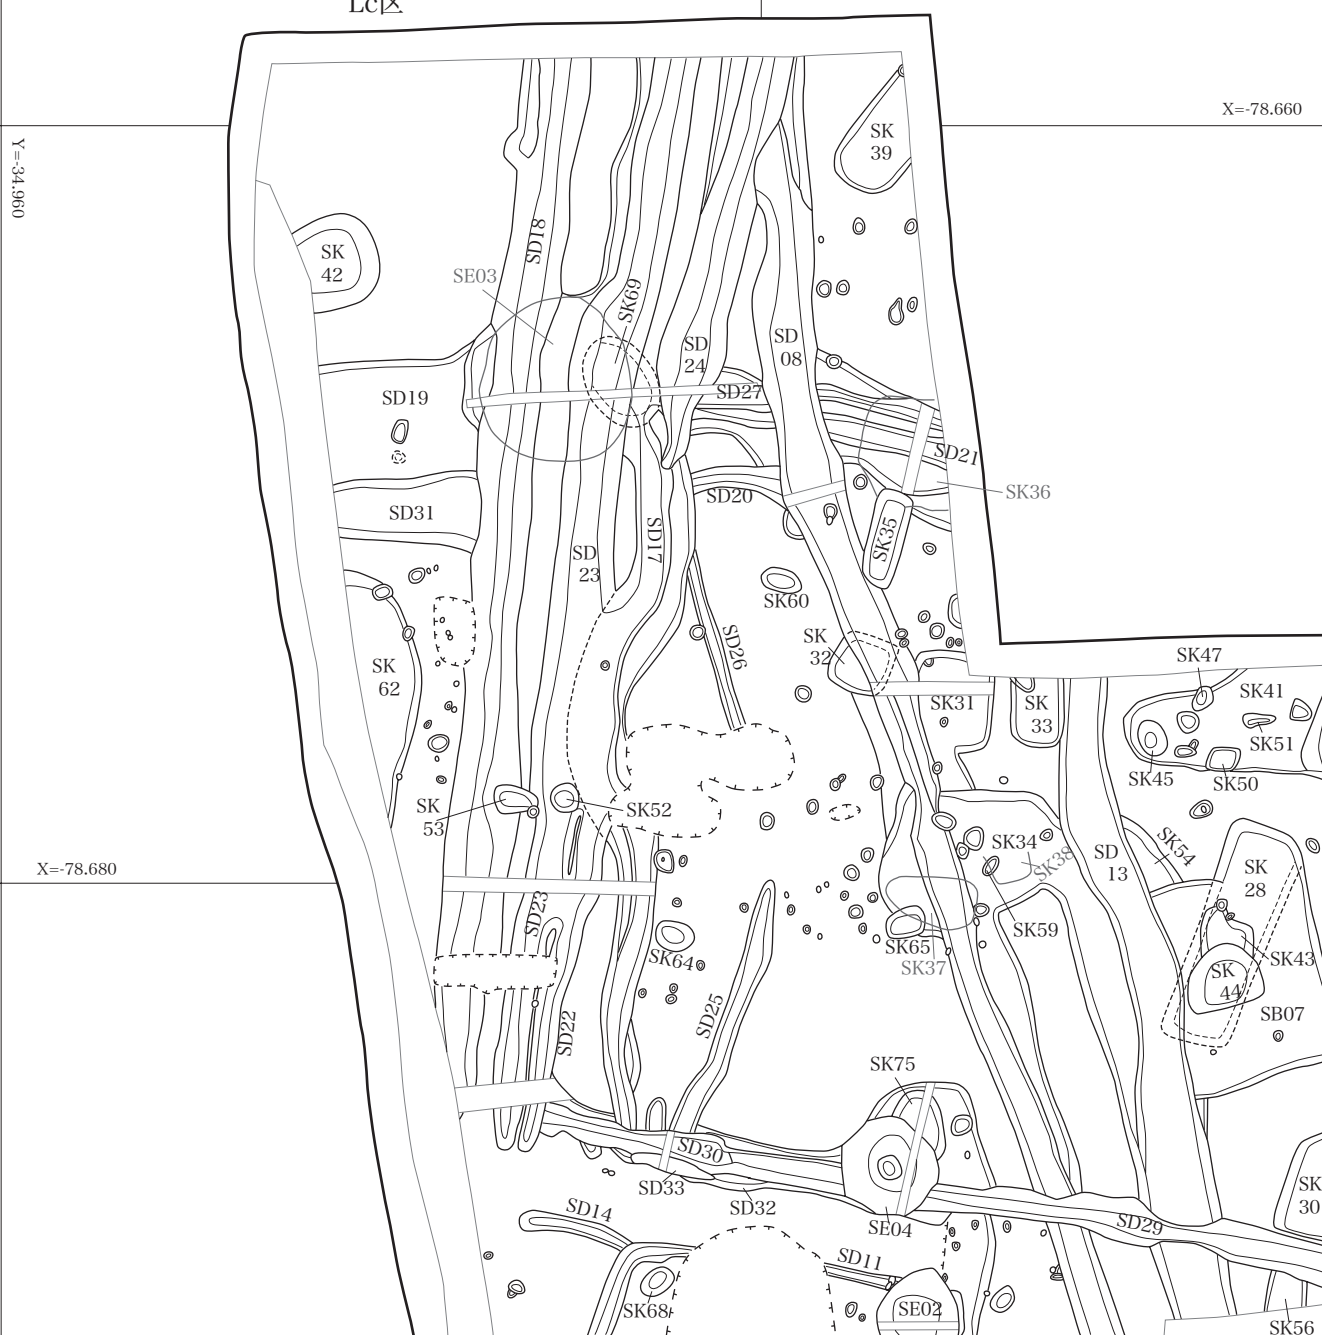 Lc区
X=-78.660
Y=-34.960
SK
39
SD18
SK
42
SE03
SK69
SD
24
SD
08
SD27
SD19
SD21
SK36
SD20
SD31
SD17
SK35
SD
23
SK60
SD26
SK
32
SK
62
SK47
SK41
SK31
SK
33
SK51
SK45
SK50
SK
53
SK52
SK34
SK38
SD
13
SK54
SK
28
X=-78.680
SD23
SK59
SK65
SK37
SK64
SK43
SK
44
SB07
SD25
SD22
SK75
SD30
SD33
SD32
SK
30
SD14
SE04
SD29
SD11
SK68
SE02
SK56